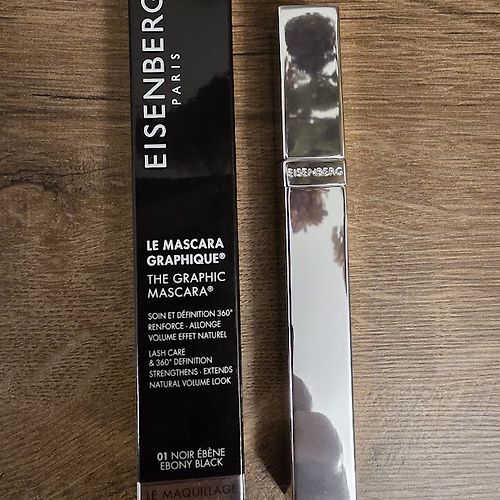 EISENBERG
PARIS
LE MASCARA
GRAPHIQUE®
THE GRAPHIC
MASCARA®
SOIN ET DÉFINITION 360°
RENFORCE - ALLONGE
VOLUME EFFET NATUREL
LASH CARE
& 360° DEFINITION
STRENGTHENS - EXTENDS
NATURAL VOLUME LOOK
01 NOIR ÉBÈNE
EBONY BLACK
LE MAQUILLAGE
EISENBERG